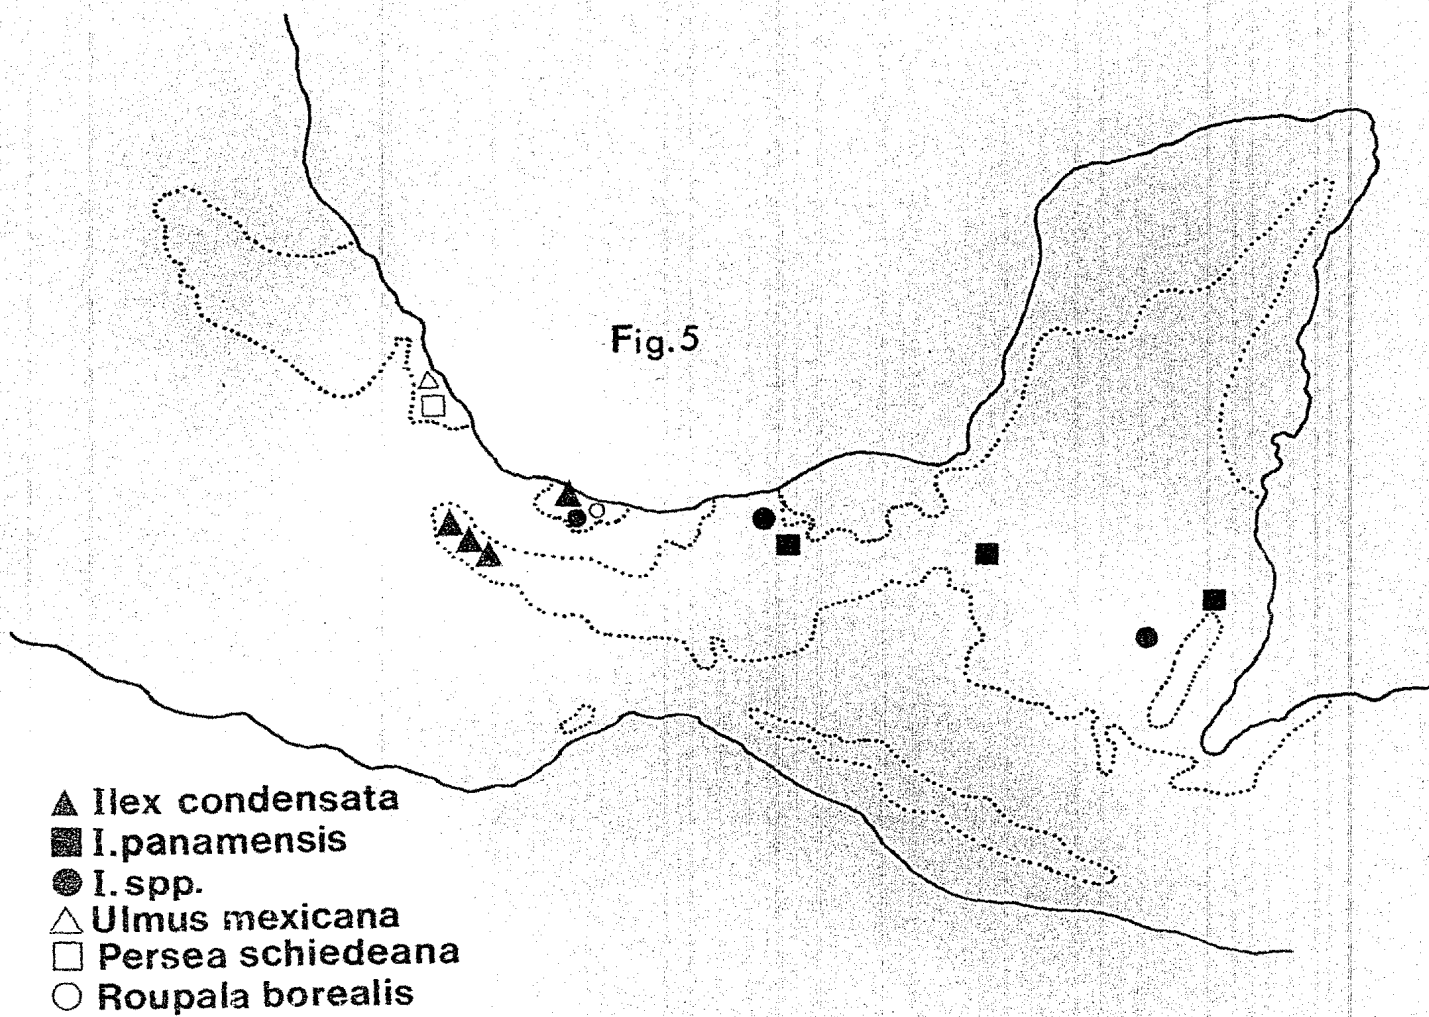 Fig.5
Ilex condensata
I.panamensis
I. spp.
Ulmus mexicana
Persea schiedeana
Roupala borealis